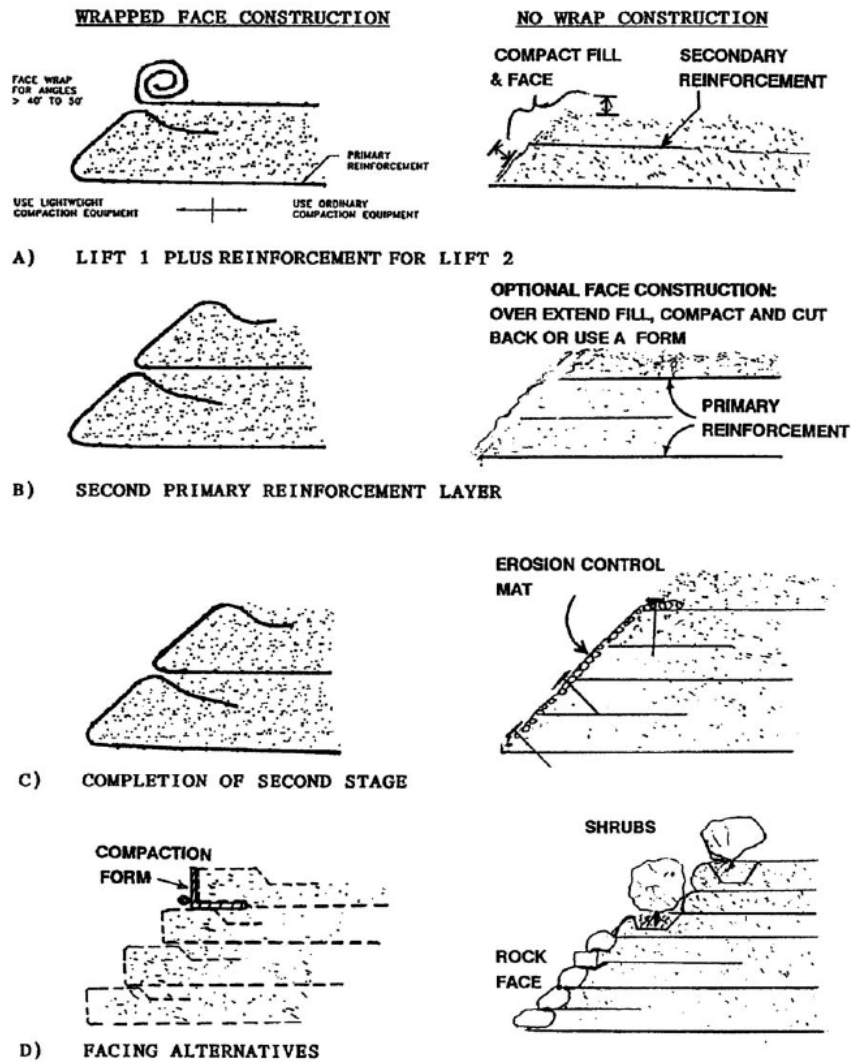 WRAPPED FACE CONSTRUCTION
NO WRAP CONSTRUCTION
FACE WRAP
FOR ANGLES
> 40° TO 50°
PRIMARY
REINFORCEMENT
USE LIGHTWEIGHT
COMPACTION EQUIPMENT
USE ORDINARY
COMPACTION EQUIPMENT
COMPACT FILL
& FACE
SECONDARY
REINFORCEMENT
A) LIFT 1 PLUS REINFORCEMENT FOR LIFT 2
OPTIONAL FACE CONSTRUCTION:
OVER EXTEND FILL, COMPACT AND CUT
BACK OR USE A FORM
PRIMARY
REINFORCEMENT
B) SECOND PRIMARY REINFORCEMENT LAYER
EROSION CONTROL
MAT
C) COMPLETION OF SECOND STAGE
COMPACTION
FORM
SHRUBS
ROCK
FACE
D) FACING ALTERNATIVES